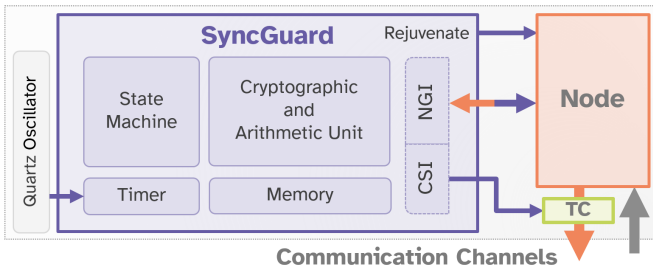 SyncGuard
Rejuvenate
Quartz Oscillator
State
Machine
Cryptographic
and
Arithmetic Unit
NGI
Node
Timer
Memory
CSI
TC
Communication Channels